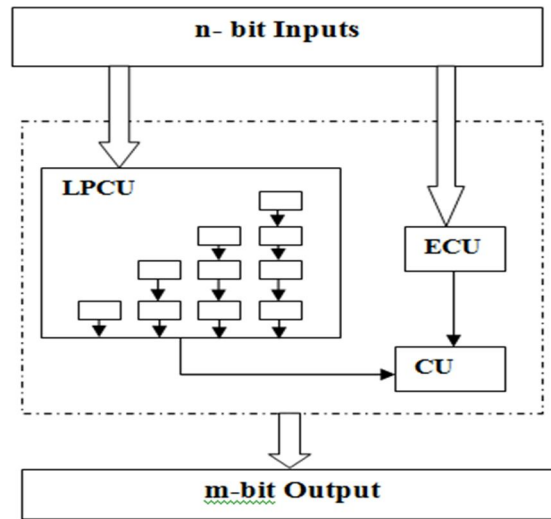 n- bit Inputs
LPCU
ECU
CU
m-bit Output